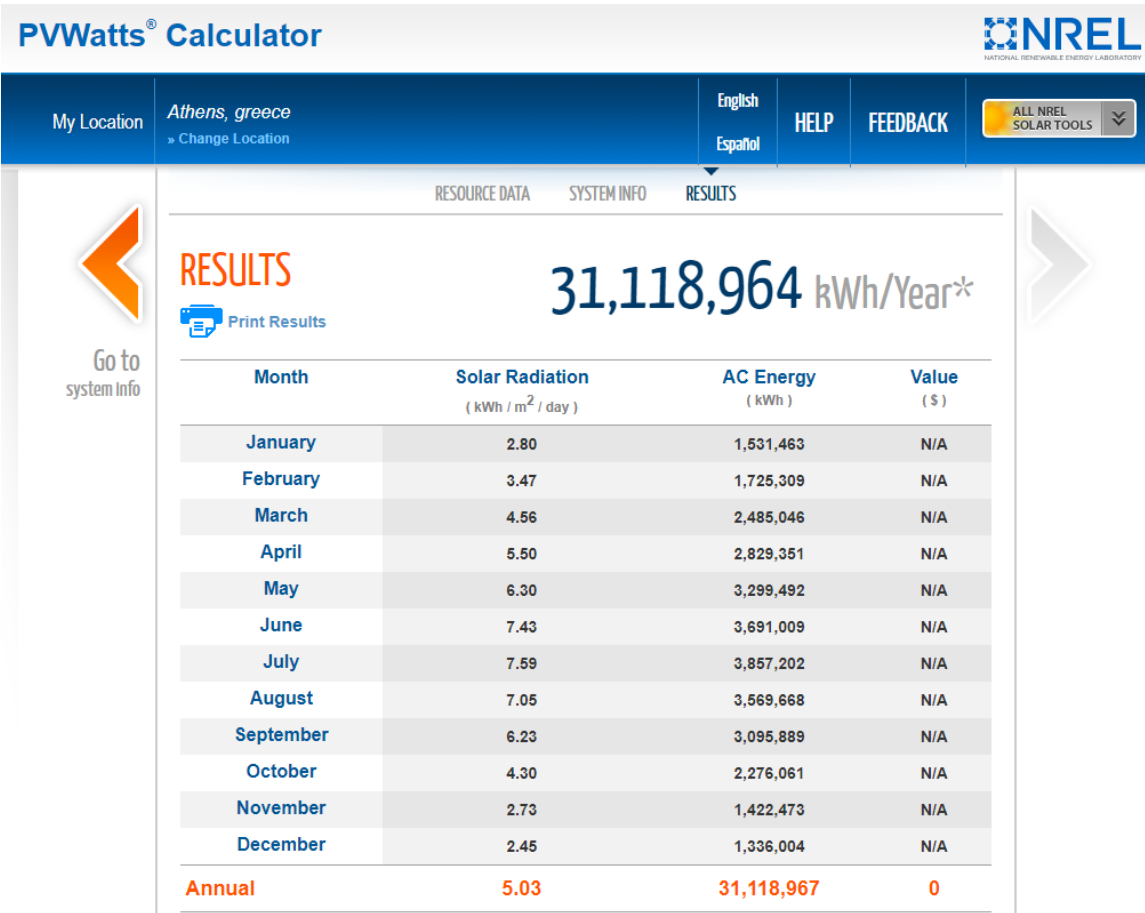 PVWatts® Calculator
NREL
NATIONAL RENEWABLE ENERGY LABORATORY
My Location
Athens, greece
» Change Location
English
Español
HELP
FEEDBACK
ALL NREL
SOLAR TOOLS
RESOURCE DATA SYSTEM INFO RESULTS
RESULTS
31,118,964 kWh/Year*
Print Results
Go to
system info
Month Solar Radiation AC Energy Value
( kWh / m2 / day ) ( kWh ) ( $ )
January 2.80 1,531,463 N/A
February 3.47 1,725,309 N/A
March 4.56 2,485,046 N/A
April 5.50 2,829,351 N/A
May 6.30 3,299,492 N/A
June 7.43 3,691,009 N/A
July 7.59 3,857,202 N/A
August 7.05 3,569,668 N/A
September 6.23 3,095,889 N/A
October 4.30 2,276,061 N/A
November 2.73 1,422,473 N/A
December 2.45 1,336,004 N/A
Annual 5.03 31,118,967 0